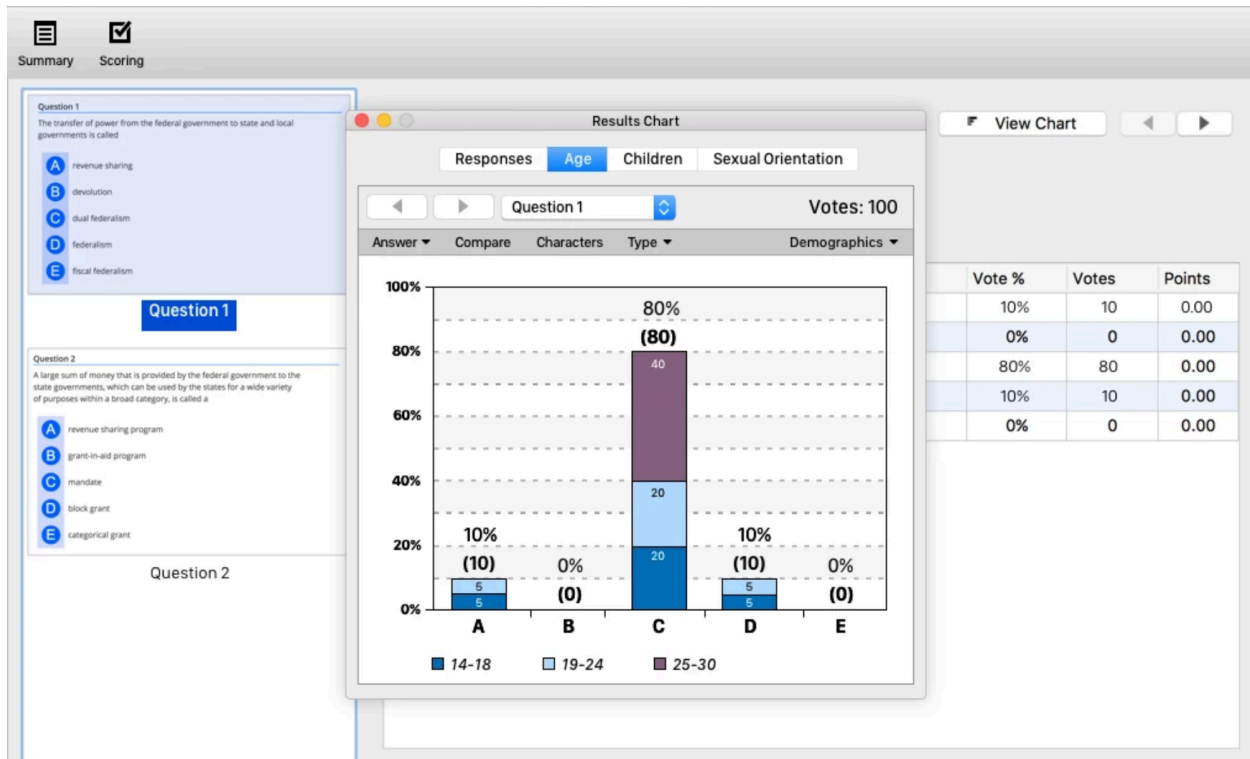 Summary
Scoring
Question 1
The transfer of power from the federal government to state and local
governments is called
A revenue sharing
B devolution
C dual federalism
D federalism
E fiscal federalism
Question 1
Question 2
A large sum of money that is provided by the federal government to the
state governments, which can be used by the states for a wide variety
of purposes within a broad category, is called a
A revenue sharing program
B grant-in-aid program
C mandate
D block grant
E categorical grant
Question 2
Results Chart
Responses Age Children Sexual Orientation
Question 1 Votes: 100
Answer Compare Characters Type Demographics
100%
80%
60%
40%
20%
0%
10%
(10)
5
5
0%
(0)
80%
(80)
40
20
20
10%
(10)
5
5
0%
(0)
A B C D E
14-18 19-24 25-30
View Chart
Vote % Votes Points
10% 10 0.00
0% 0 0.00
80% 80 0.00
10% 10 0.00
0% 0 0.00